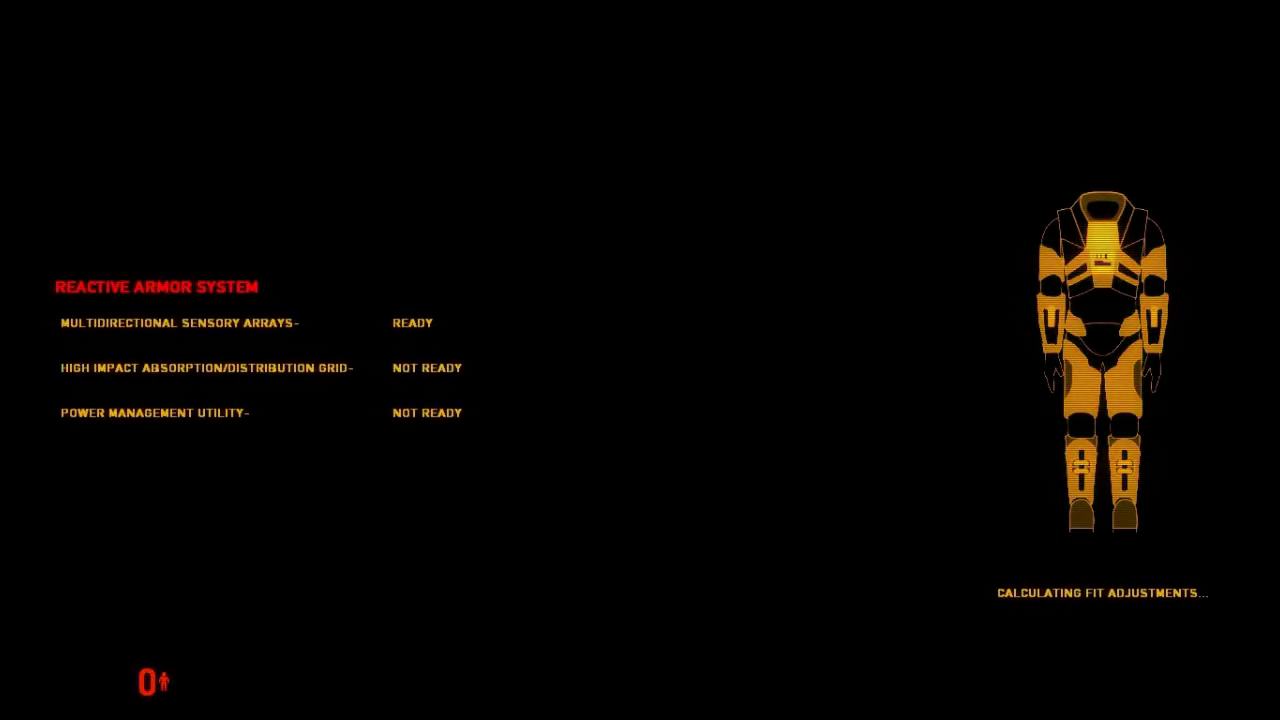 REACTIVE ARMOR SYSTEM
MULTIDIRECTIONAL SENSORY ARRAYS- READY
HIGH IMPACT ABSORPTION/DISTRIBUTION GRID- NOT READY
POWER MANAGEMENT UTILITY- NOT READY
CALCULATING FIT ADJUSTMENTS...
0